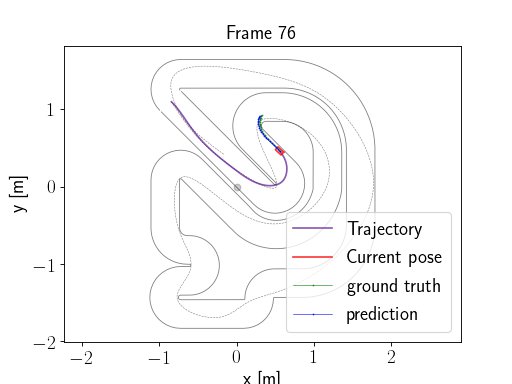 Frame 76
y [m]
1
0
−1
−2
−2
−1
0
1
2
x [m]
Trajectory
Current pose
ground truth
prediction